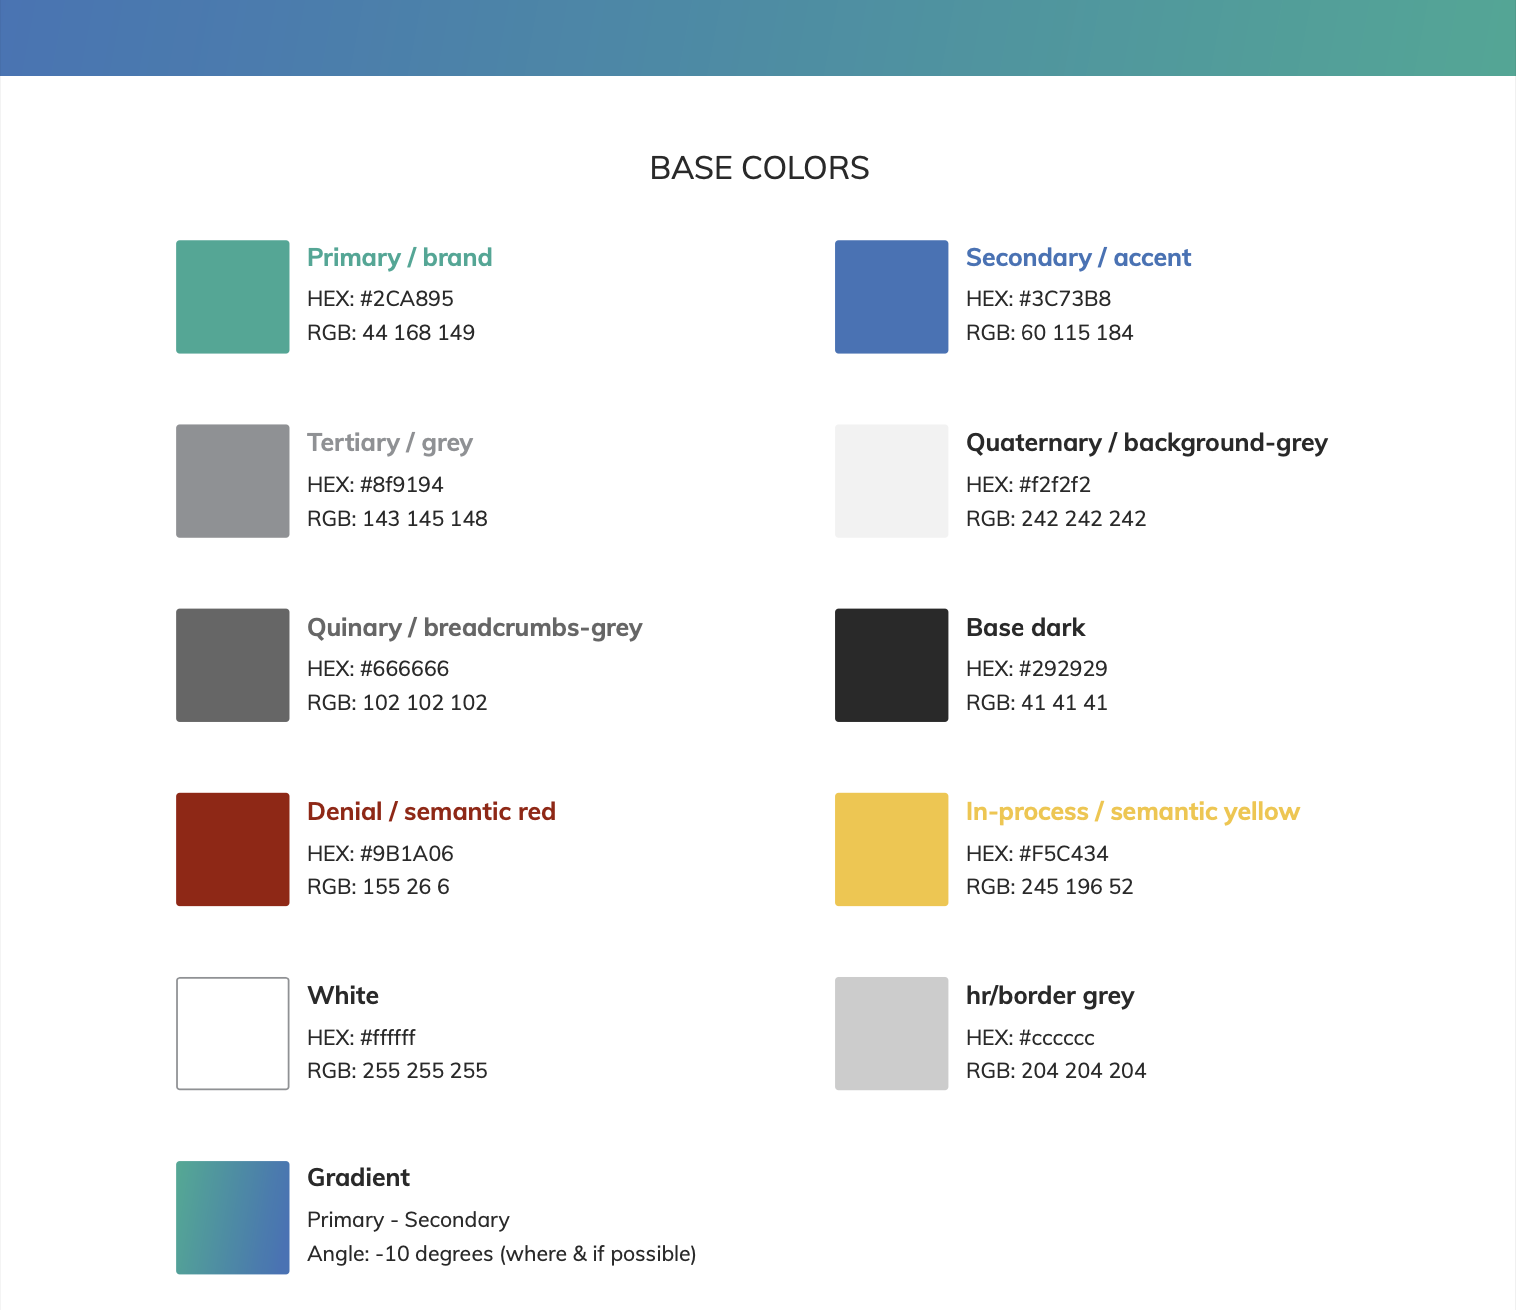 BASE COLORS
Primary / brand
HEX: #2CA895
RGB: 44 168 149
Secondary / accent
HEX: #3C73B8
RGB: 60 115 184
Tertiary / grey
HEX: #8f9194
RGB: 143 145 148
Quaternary / background-grey
HEX: #f2f2f2
RGB: 242 242 242
Quinary / breadcrumbs-grey
HEX: #666666
RGB: 102 102 102
Base dark
HEX: #292929
RGB: 41 41 41
Denial / semantic red
HEX: #9B1A06
RGB: 155 26 6
In-process / semantic yellow
HEX: #F5C434
RGB: 245 196 52
White
HEX: #ffffff
RGB: 255 255 255
hr/border grey
HEX: #cccccc
RGB: 204 204 204
Gradient
Primary - Secondary
Angle: -10 degrees (where & if possible)